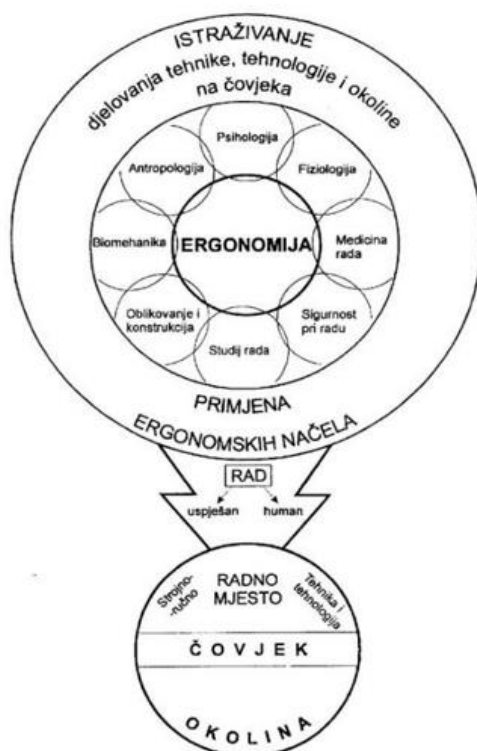 ISTRAŽIVANJE
djelovanja tehnike, tehnologije i okoline
na čovjeka
Psihologija
Antropologija
Fiziologija
Biomehanika
ERGONOMIJA
Medicina
rada
Oblikovanje i
konstrukcija
Sigurnost
pri radu
Studij rada
PRIMJENA
ERGONOMSKIH NAČELA
RAD
uspješan
human
Strojno-
-ručno
RADNO
MJESTO
Tehnika i
tehnologija
ČOVJEK
OKOLINA